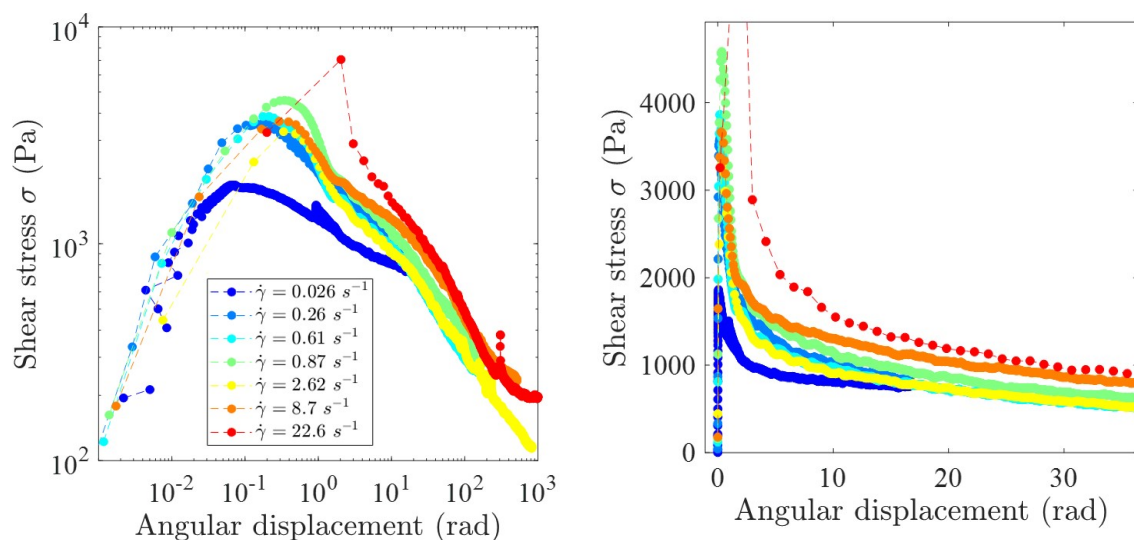 10^4
10^3
10^2
Shear stress σ (Pa)
γ̇ = 0.026 s^{-1}
γ̇ = 0.26 s^{-1}
γ̇ = 0.61 s^{-1}
γ̇ = 0.87 s^{-1}
γ̇ = 2.62 s^{-1}
γ̇ = 8.7 s^{-1}
γ̇ = 22.6 s^{-1}
10^{-2} 10^{-1} 10^0 10^1 10^2 10^3
Angular displacement (rad)
4000
3000
2000
1000
0
Shear stress σ (Pa)
0 10 20 30
Angular displacement (rad)